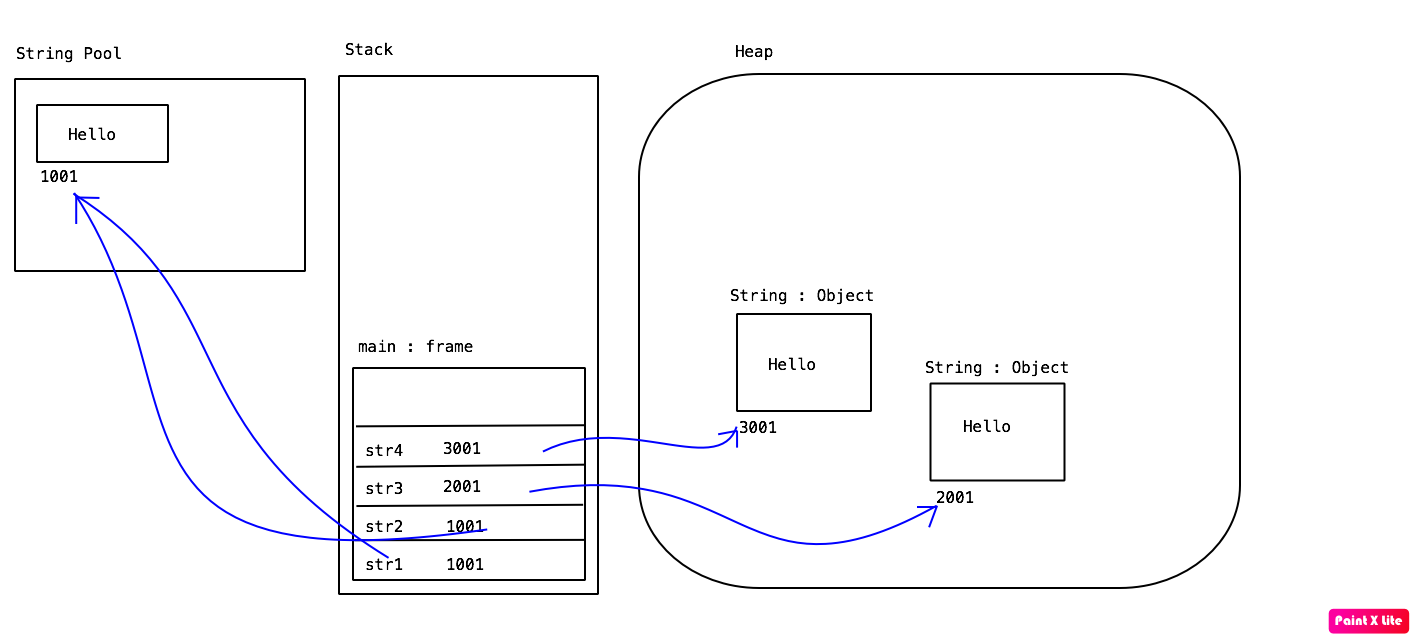 String Pool
Hello
1001
Stack
main : frame
str4 3001
str3 2001
str2 1001
str1 1001
Heap
String : Object
Hello
3001
String : Object
Hello
2001
Paint X Lite